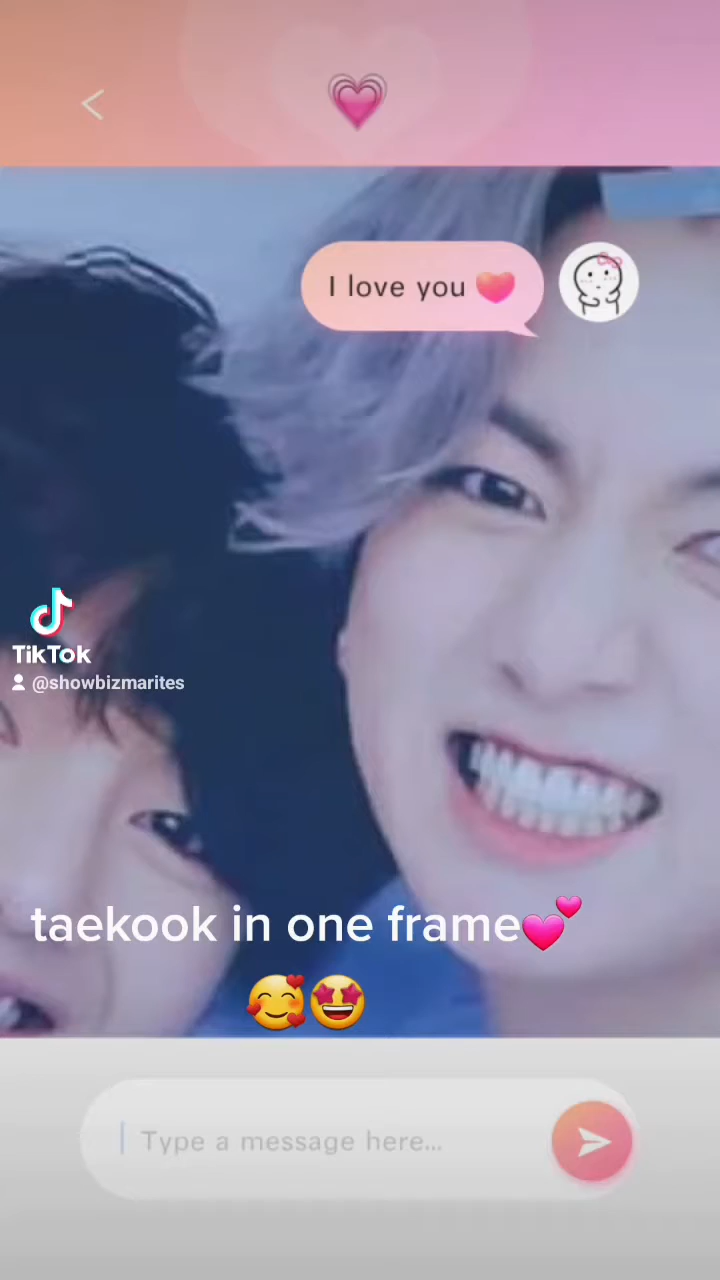 I love you ❤️
TikTok
@showbizmarites
taekook in one frame💕
🥰🤩
Type a message here...